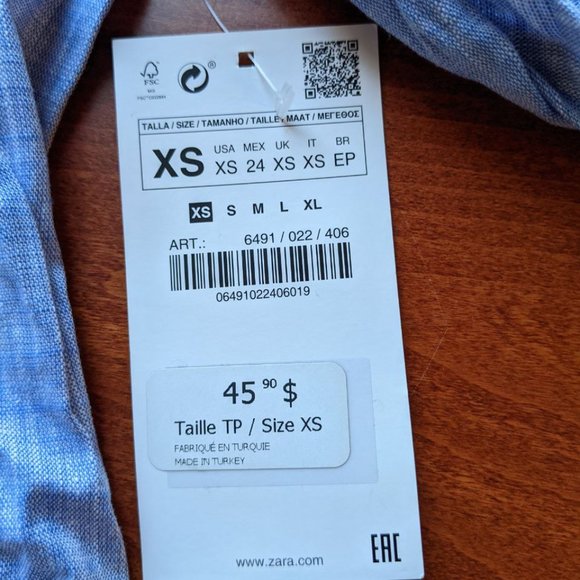 FSC
®
TALLA / SIZE / TAMANHO / TAILLE / MAAT / ΜΕΓΕΘΟΣ
XS USA MEX UK IT BR
XS 24 XS XS EP
XS S M L XL
ART.: 6491 / 022 / 406
06491022406019
45 90 $
Taille TP / Size XS
FABRIQUÉ EN TURQUIE
MADE IN TURKEY
www.zara.com
EAC